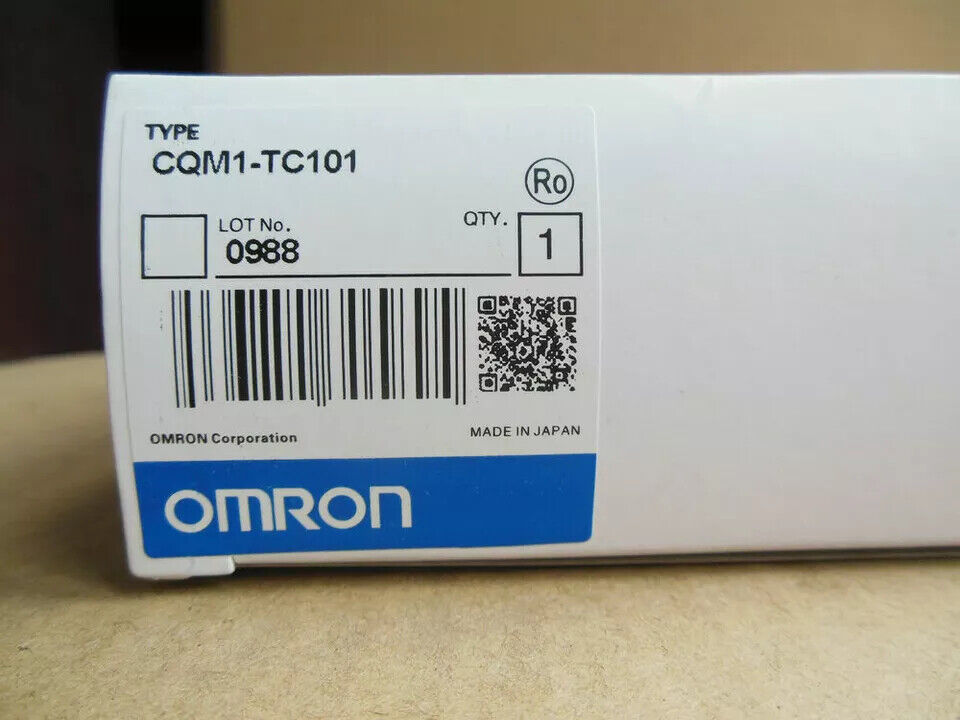 TYPE
CQM1-TC101
Ro
LOT No.
0988
QTY.
1
OMRON Corporation
MADE IN JAPAN
OMRON